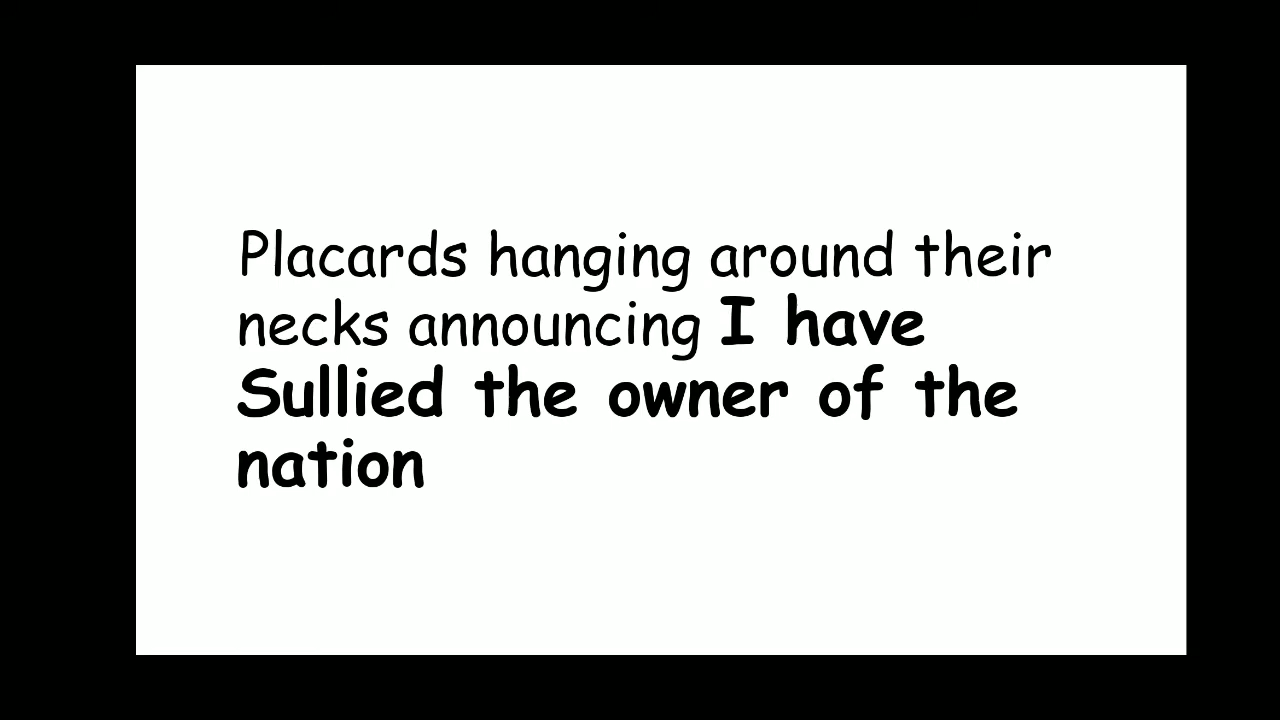 Placards hanging around their
necks announcing I have
Sullied the owner of the
nation